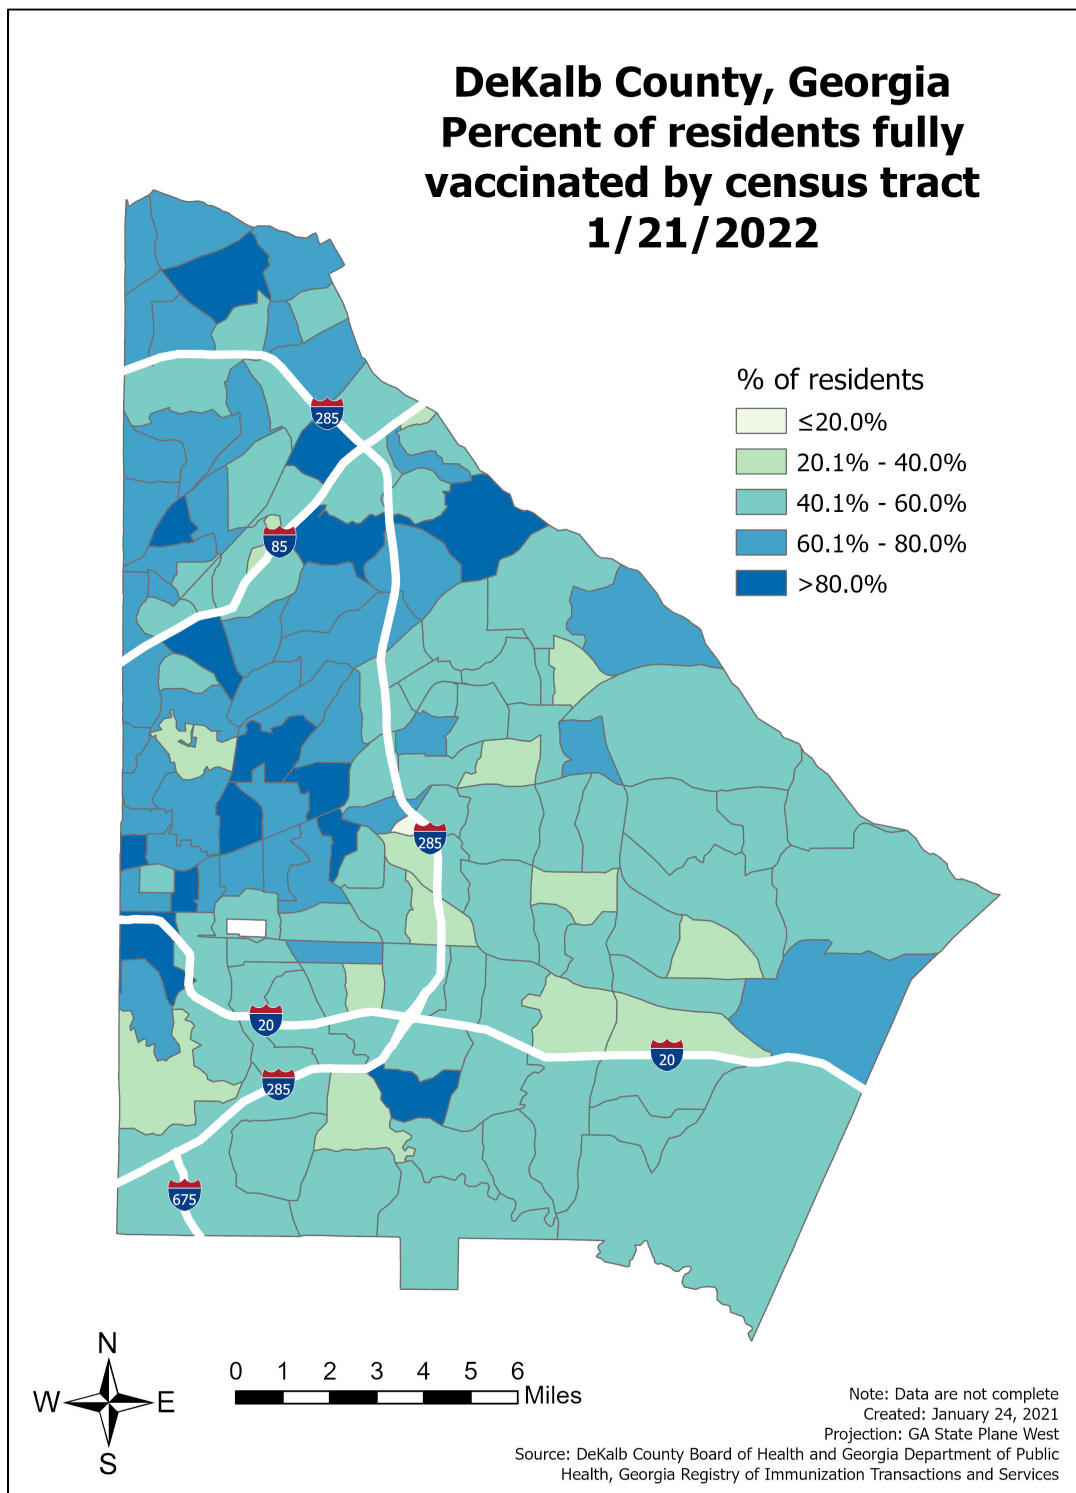 DeKalb County, Georgia
Percent of residents fully
vaccinated by census tract
1/21/2022
% of residents
≤20.0%
20.1% - 40.0%
40.1% - 60.0%
60.1% - 80.0%
>80.0%
285
85
285
20
20
285
675
N
W E
S
0 1 2 3 4 5 6
Miles
Note: Data are not complete
Created: January 24, 2021
Projection: GA State Plane West
Source: DeKalb County Board of Health and Georgia Department of Public
Health, Georgia Registry of Immunization Transactions and Services